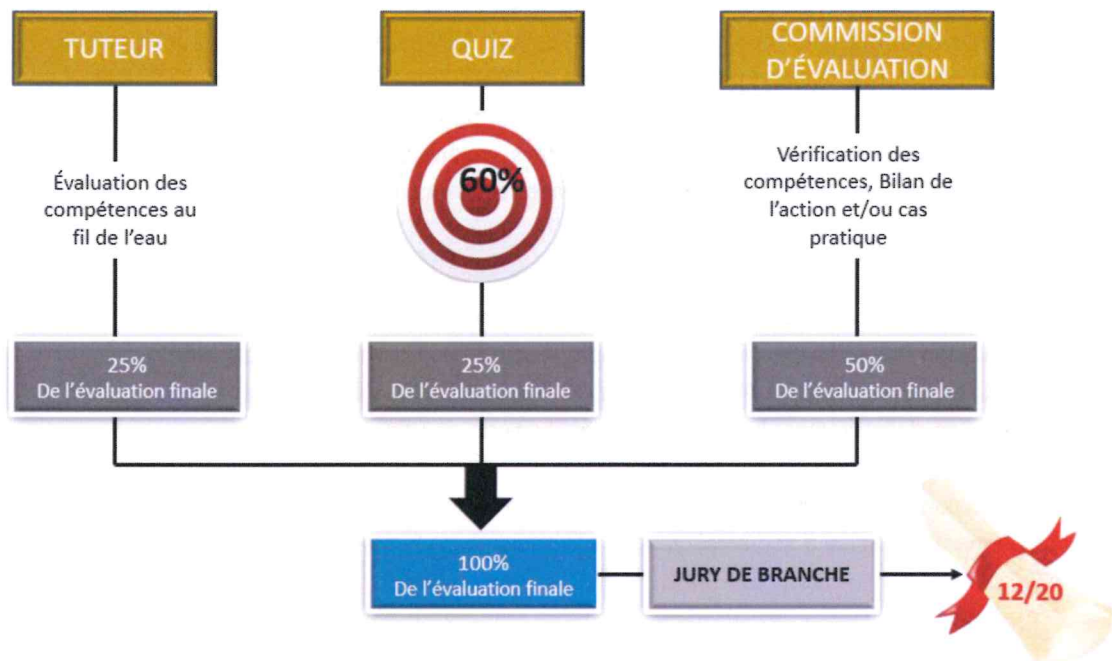 TUTEUR
QUIZ
COMMISSION
D'ÉVALUATION
Évaluation des
compétences au
fil de l'eau
60%
Vérification des
compétences, Bilan de
l'action et/ou cas
pratique
25%
De l'évaluation finale
25%
De l'évaluation finale
50%
De l'évaluation finale
100%
De l'évaluation finale
JURY DE BRANCHE
12/20